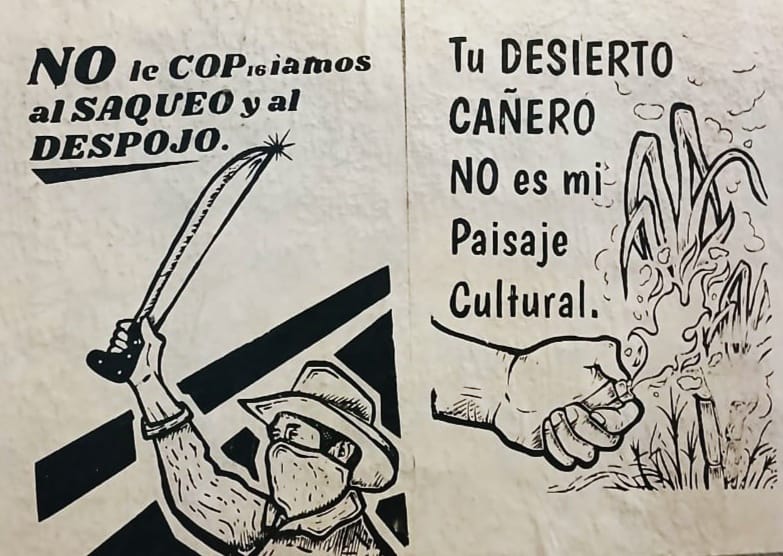 NO le COP16iamos
al SAQUEO y al
DESPOJO.
Tu DESIERTO
CAÑERO
NO es mi
Paisaje
Cultural.